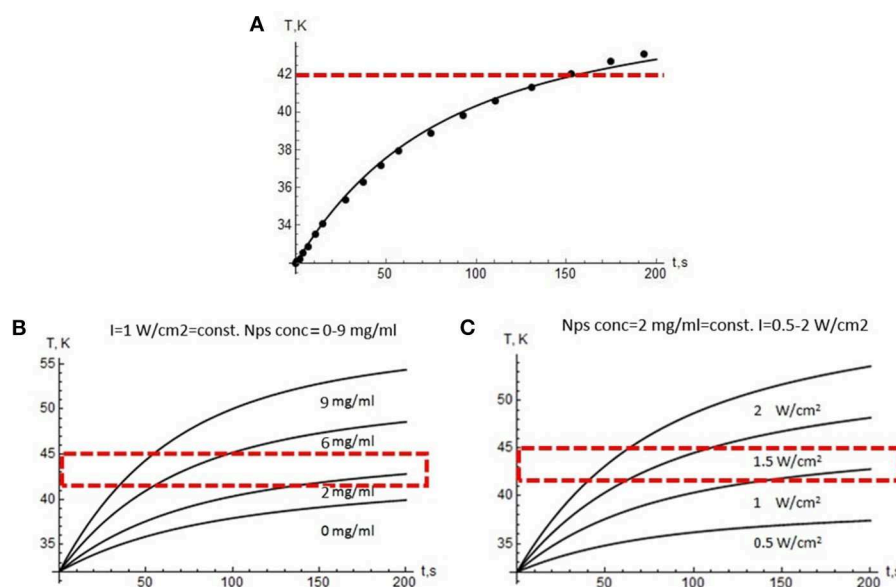 A
T,K
42
40
38
36
34
50
100
150
200
t,s
B
I=1 W/cm2=const. Nps conc=0-9 mg/ml
T, K
55
50
45
40
35
9 mg/ml
6 mg/ml
2 mg/ml
0 mg/ml
50
100
150
200
t,s
C
Nps conc=2 mg/ml=const. I=0.5-2 W/cm2
T, K
55
50
45
40
35
2 W/cm²
1.5 W/cm²
1 W/cm²
0.5 W/cm²
50
100
150
200